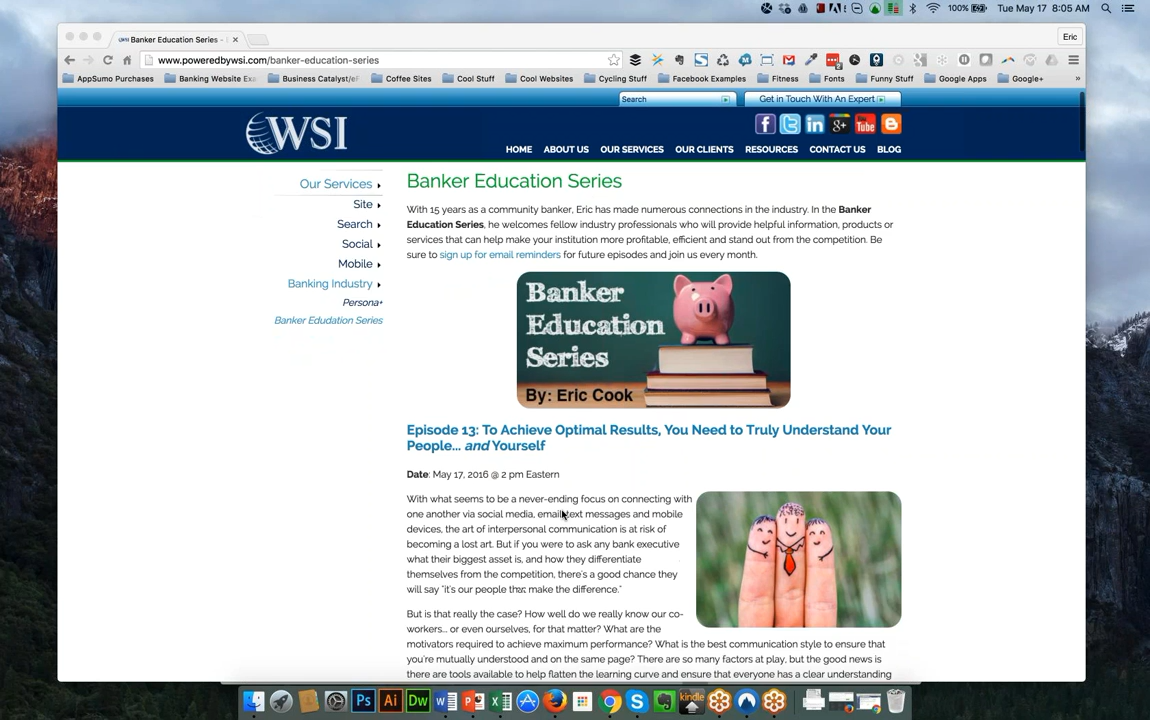 100%
Tue May 17 8:05 AM
Banker Education Series -
Eric
www.poweredbywsi.com/banker-education-series
AppSumo Purchases
Banking Website Exa
Business Catalyst/eF
Coffee Sites
Cool Stuff
Cool Websites
Cycling Stuff
Facebook Examples
Fitness
Fonts
Funny Stuff
Google Apps
Google+
»
Search
Get in Touch With An Expert
WSI
f
in
g+
You Tube
HOME
ABOUT US
OUR SERVICES
OUR CLIENTS
RESOURCES
CONTACT US
BLOG
Our Services
Site
Search
Social
Mobile
Banking Industry
Persona+
Banker Edudation Series
Banker Education Series
With 15 years as a community banker, Eric has made numerous connections in the industry. In the Banker
Education Series, he welcomes fellow industry professionals who will provide helpful information, products or
services that can help make your institution more profitable, efficient and stand out from the competition. Be
sure to sign up for email reminders for future episodes and join us every month.
Banker
Education
Series
By: Eric Cook
Episode 13: To Achieve Optimal Results, You Need to Truly Understand Your
People... and Yourself
Date: May 17, 2016 @ 2 pm Eastern
With what seems to be a never-ending focus on connecting with
one another via social media, email, text messages and mobile
devices, the art of interpersonal communication is at risk of
becoming a lost art. But if you were to ask any bank executive
what their biggest asset is, and how they differentiate
themselves from the competition, there's a good chance they
will say "it's our people that make the difference."
But is that really the case? How well do we really know our co-
workers... or even ourselves, for that matter? What are the
motivators required to achieve maximum performance? What is the best communication style to ensure that
you're mutually understood and on the same page? There are so many factors at play, but the good news is
there are tools available to help flatten the learning curve and ensure that everyone has a clear understanding
Ps
Ai
Dw
kindle